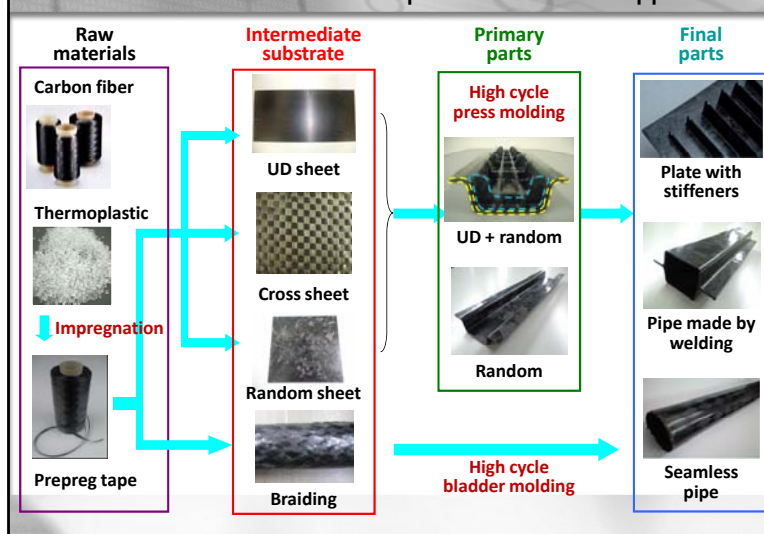 Raw
materials
Carbon fiber
Thermoplastic
Impregnation
Prepreg tape
Intermediate
substrate
UD sheet
Cross sheet
Random sheet
Braiding
Primary
parts
High cycle
press molding
UD + random
Random
High cycle
bladder molding
Final
parts
Plate with
stiffeners
Pipe made by
welding
Seamless
pipe